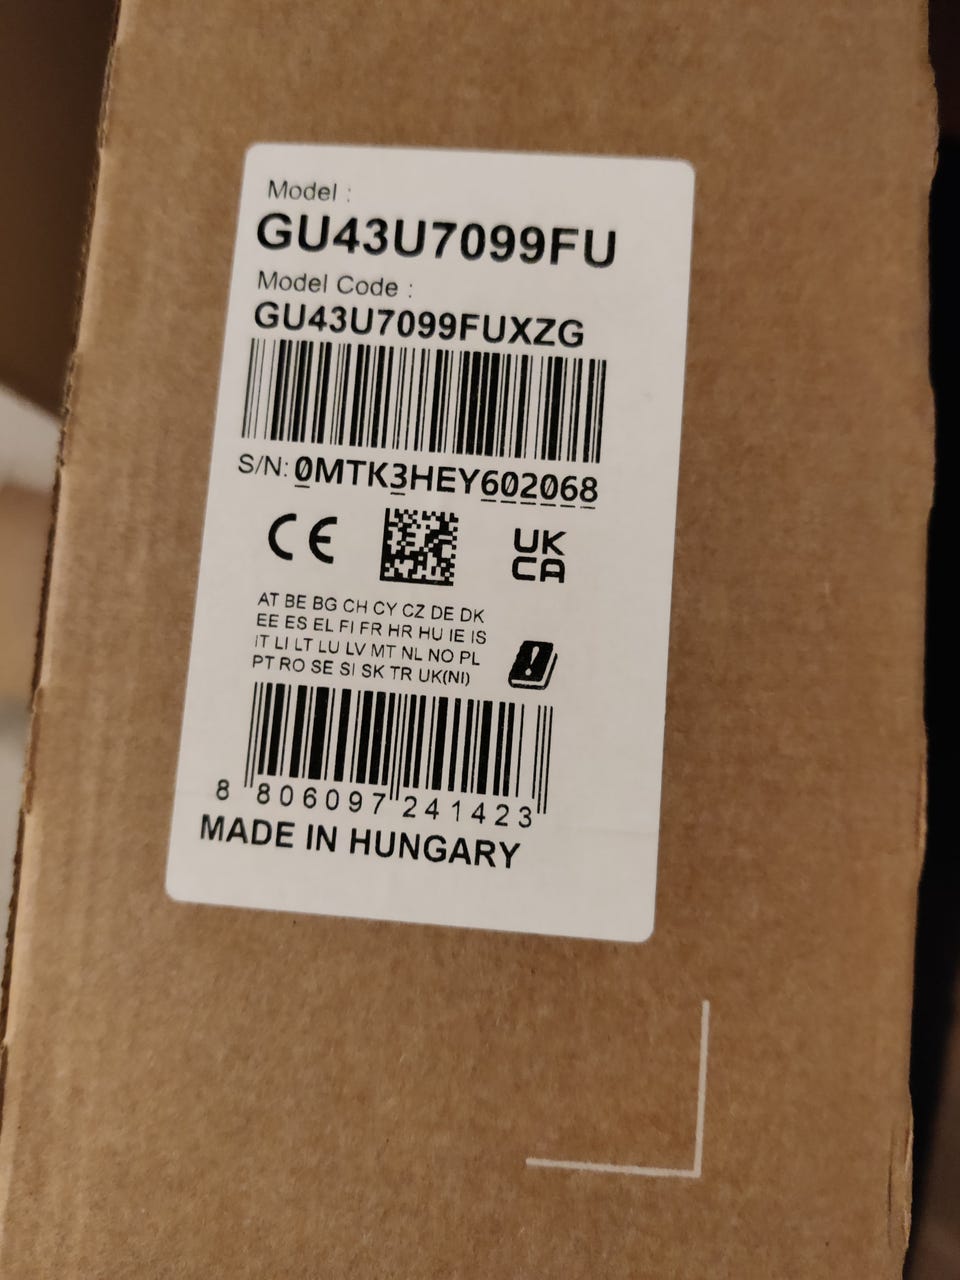 Model :
GU43U7099FU
Model Code :
GU43U7099FUXZG
S/N: 0MTK3HEY602068
CE
UK
CA
AT BE BG CH CY CZ DE DK
EE ES EL FI FR HR HU IE IS
IT LI LT LU LV MT NL NO PL
PT RO SE SI SK TR UK(NI)
8 806097 241423
MADE IN HUNGARY